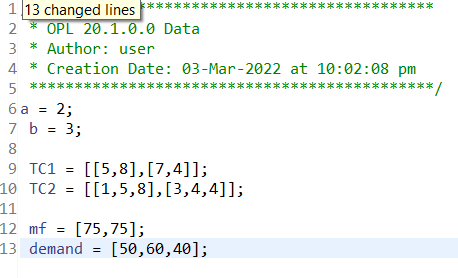 13 changed lines
1 *********************************
2 * OPL 20.1.0.0 Data
3 * Author: user
4 * Creation Date: 03-Mar-2022 at 10:02:08 pm
5 *********************************************/
6 a = 2;
7 b = 3;
8
9 TC1 = [[5,8],[7,4]];
10 TC2 = [[1,5,8],[3,4,4]];
11
12 mf = [75,75];
13 demand = [50,60,40];